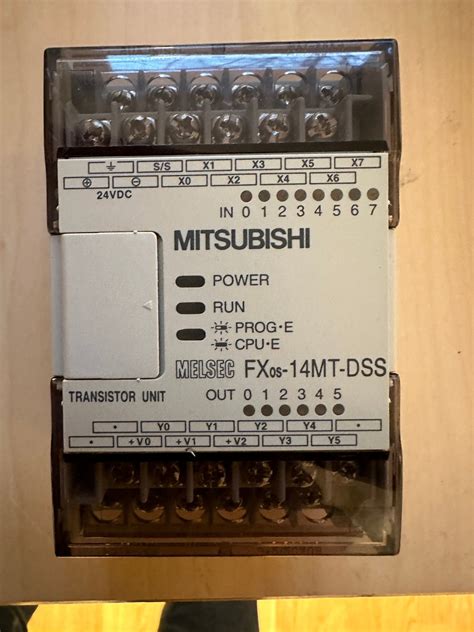 ⏚ S/S X1 X3 X5 X7
⊕ ⊖ X0 X2 X4 X6
24VDC
IN 0 1 2 3 4 5 6 7
MITSUBISHI
POWER
RUN
PROG•E
CPU•E
MELSEC FX0S-14MT-DSS
TRANSISTOR UNIT OUT 0 1 2 3 4 5
• Y0 Y1 Y2 Y4 •
• +V0 +V1 +V2 Y3 Y5